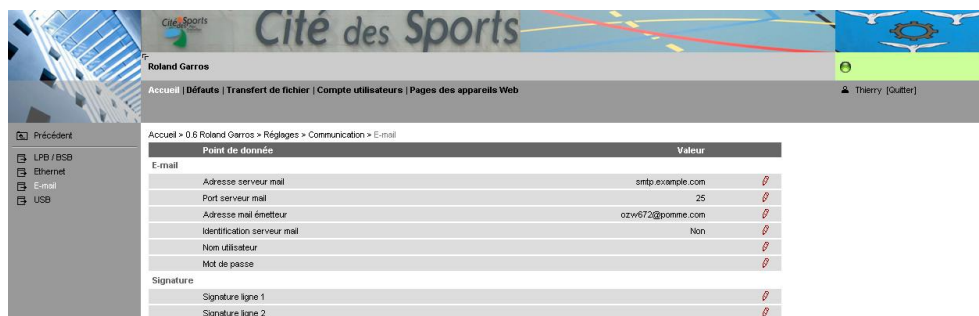 Cité Sports
Cité des Sports
Roland Garros
Accueil | Défauts | Transfert de fichier | Compte utilisateurs | Pages des appareils Web
Thierry [Quitter]
Précédent
LPB / BSB
Ethernet
E-mail
USB
Accueil > 0.6 Roland Garros > Réglages > Communication > E-mail
Point de donnée Valeur
E-mail
Adresse serveur mail smtp.example.com
Port serveur mail 25
Adresse mail émetteur ozw672@pomme.com
Identification serveur mail Non
Nom utilisateur
Mot de passe
Signature
Signature ligne 1
Signature ligne 2